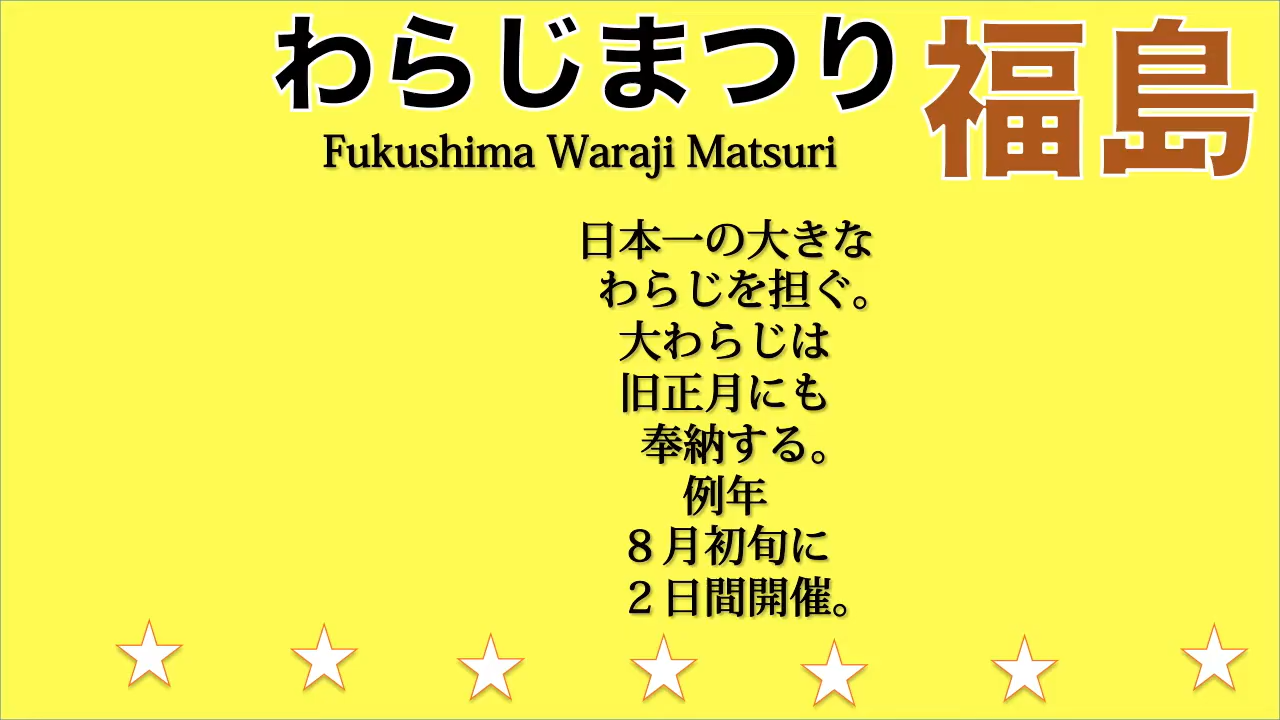 わらじまつり
福島
Fukushima Waraji Matsuri
日本一の大きな
わらじを担ぐ。
大わらじは
旧正月にも
奉納する。
例年
８月初旬に
２日間開催。